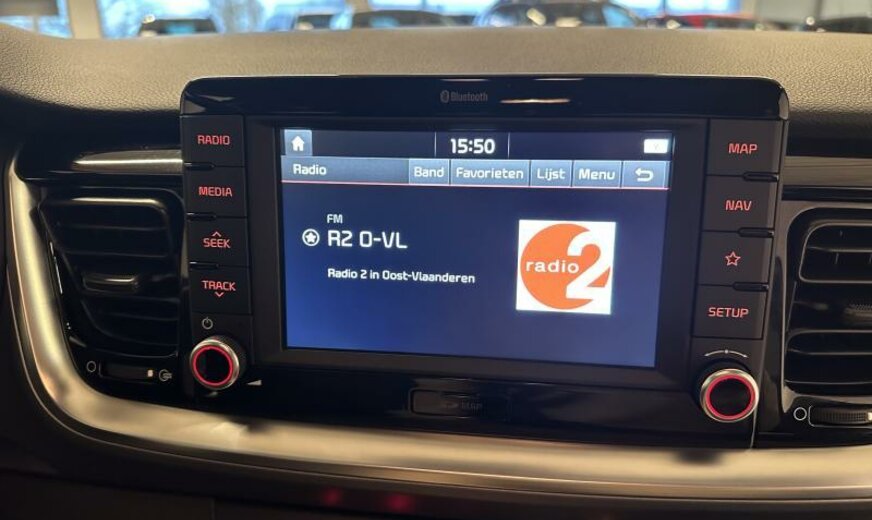 Bluetooth
RADIO
MEDIA
SEEK
TRACK
15:50
Radio
Band
Favorieten
Lijst
Menu
FM
R2 O-VL
Radio 2 in Oost-Vlaanderen
radio 2
MAP
NAV
SETUP